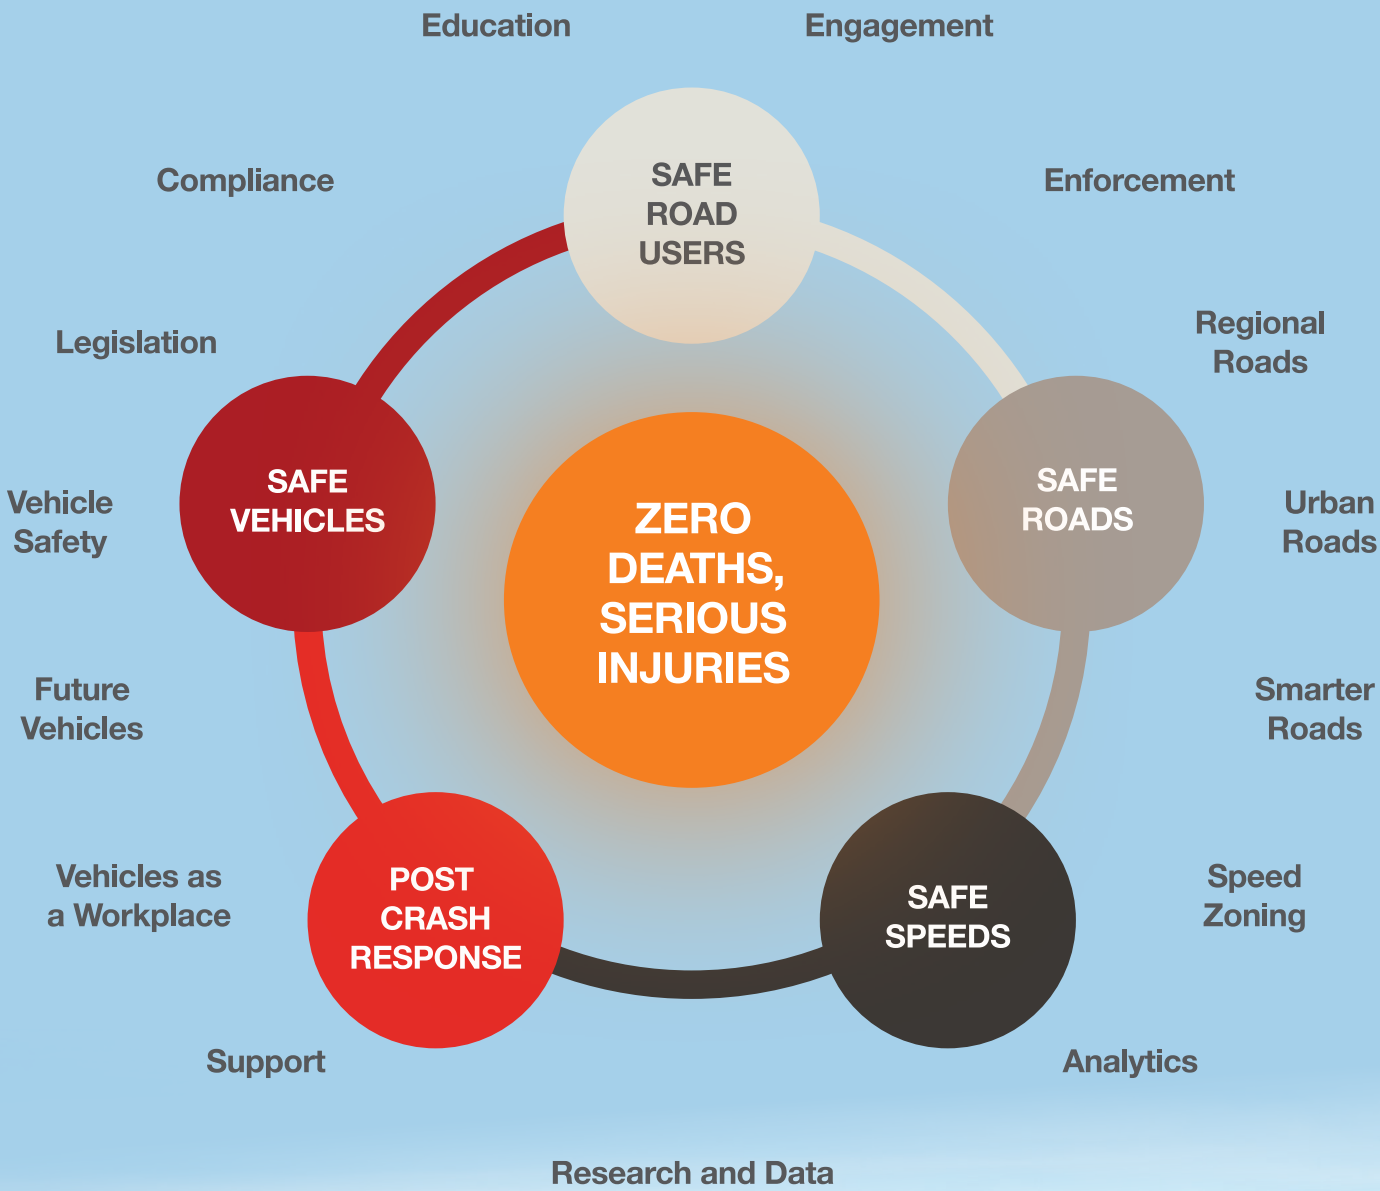 Education
Engagement
Compliance
SAFE
ROAD
USERS
Enforcement
Legislation
Regional
Roads
SAFE
VEHICLES
SAFE
ROADS
Vehicle
Safety
ZERO
DEATHS,
SERIOUS
INJURIES
Urban
Roads
Future
Vehicles
Smarter
Roads
Vehicles as
a Workplace
POST
CRASH
RESPONSE
SAFE
SPEEDS
Speed
Zoning
Support
Analytics
Research and Data